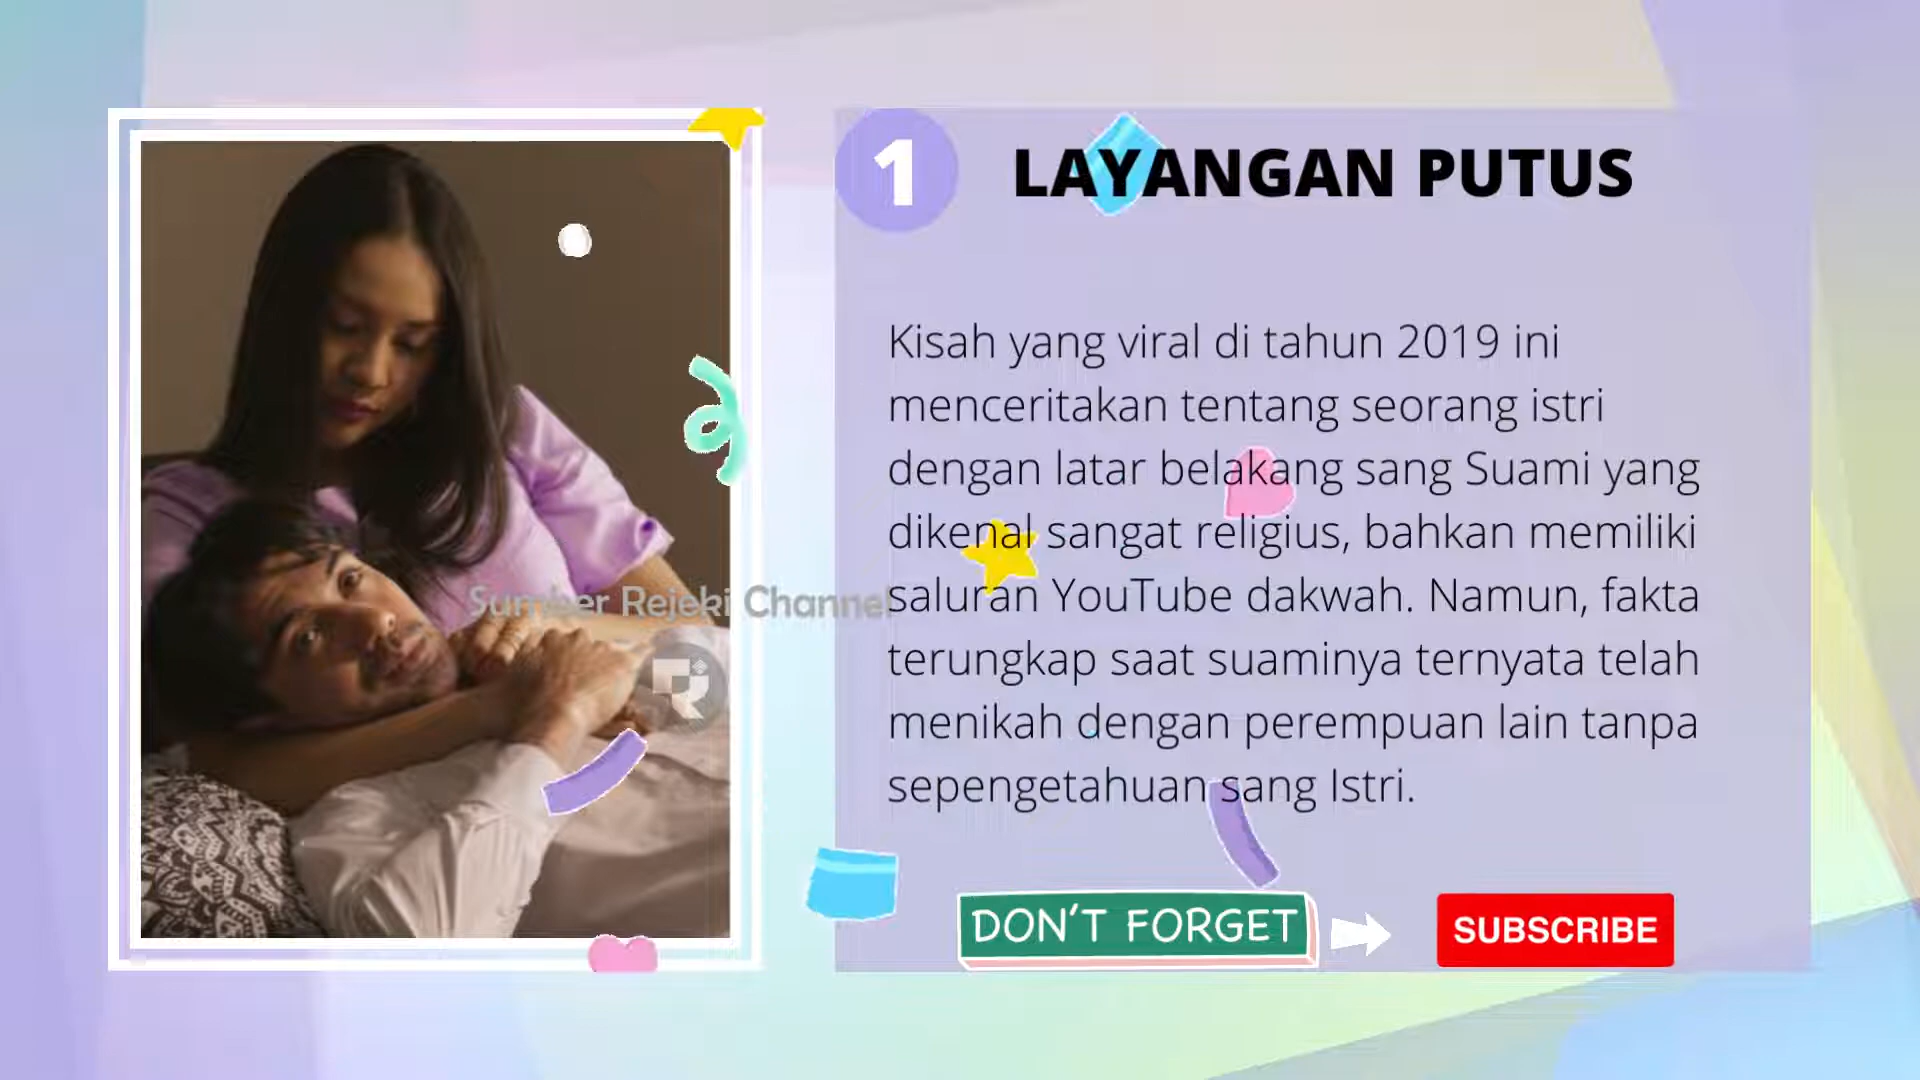 1
LAYANGAN PUTUS
Kisah yang viral di tahun 2019 ini
menceritakan tentang seorang istri
dengan latar belakang sang Suami yang
dikenal sangat religius, bahkan memiliki
saluran YouTube dakwah. Namun, fakta
terungkap saat suaminya ternyata telah
menikah dengan perempuan lain tanpa
sepengetahuan sang Istri.
Sumber Rejeki Channel
DON'T FORGET
SUBSCRIBE